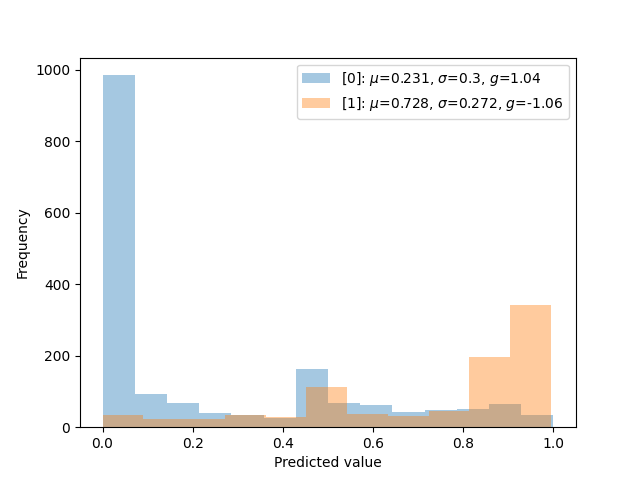 [0]: μ=0.231, σ=0.3, g=1.04
[1]: μ=0.728, σ=0.272, g=-1.06
1000
800
600
400
200
0
Frequency
0.0 0.2 0.4 0.6 0.8 1.0
Predicted value